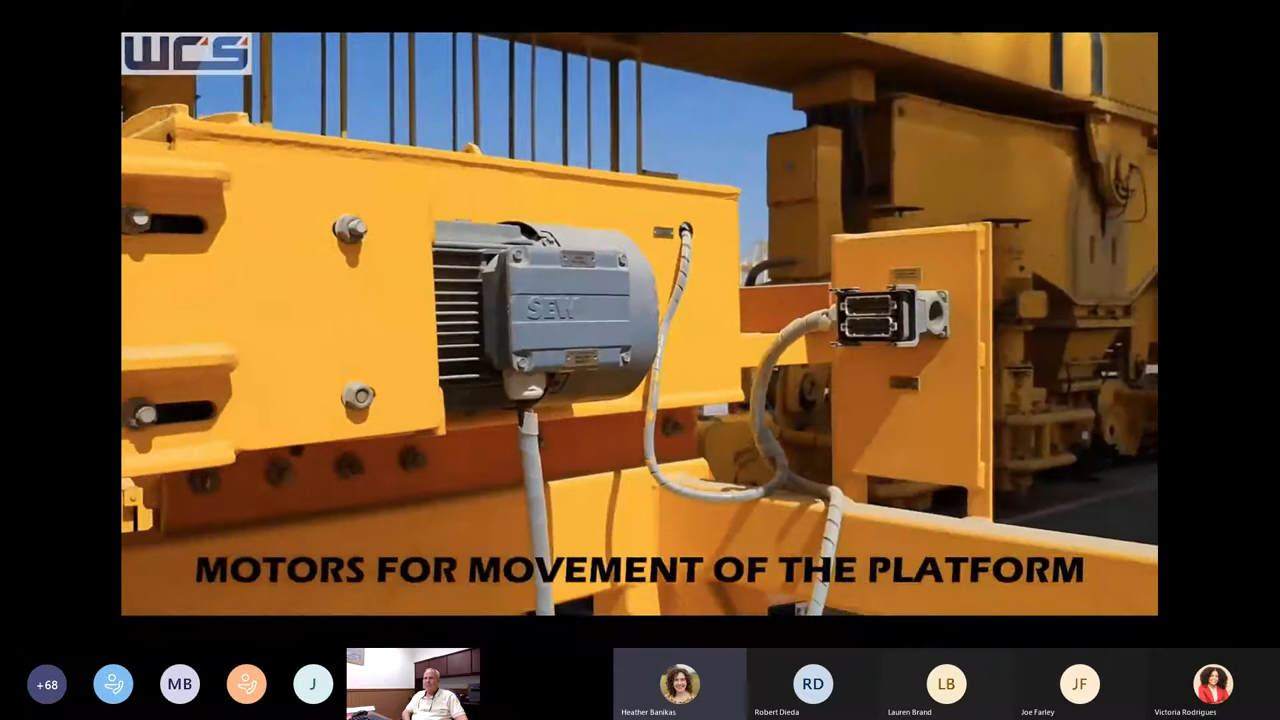 WCS
SEW
MOTORS FOR MOVEMENT OF THE PLATFORM
+68
MB
J
RD
LB
JF
Heather Banikas
Robert Dieda
Lauren Brand
Joe Farley
Victoria Rodrigues